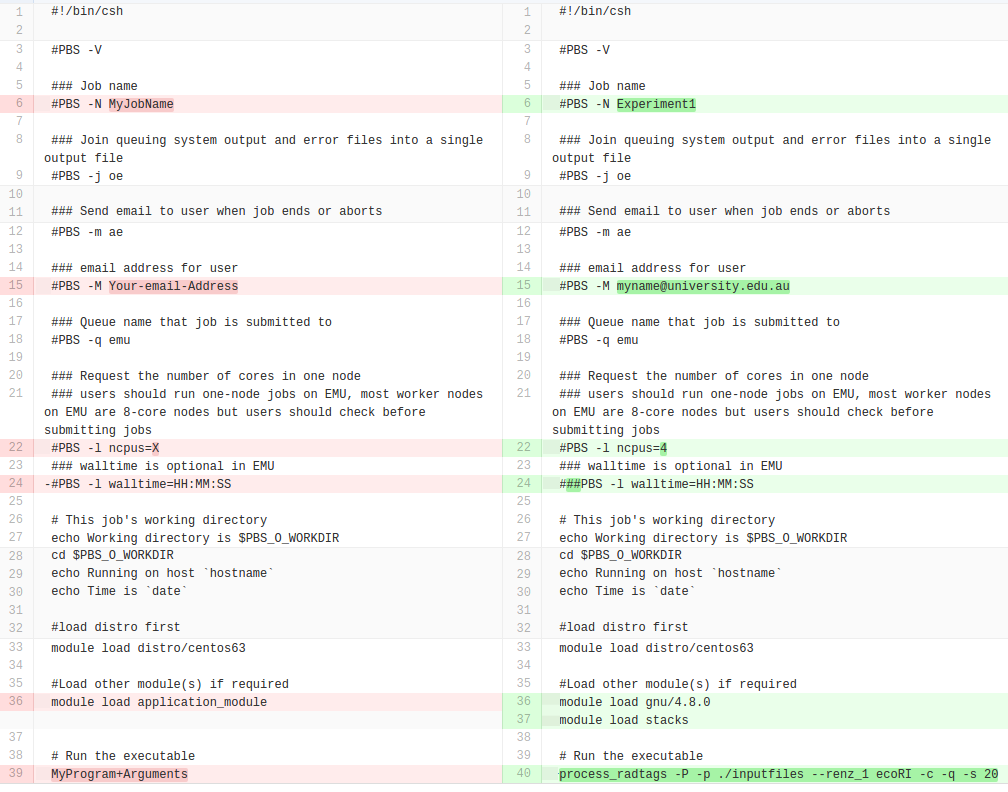 1 #!/bin/csh
2
3 #PBS -V
4
5 ### Job name
6 #PBS -N MyJobName
7
8 ### Join queuing system output and error files into a single
output file
9 #PBS -j oe
10
11 ### Send email to user when job ends or aborts
12 #PBS -m ae
13
14 ### email address for user
15 #PBS -M Your-email-Address
16
17 ### Queue name that job is submitted to
18 #PBS -q emu
19
20 ### Request the number of cores in one node
21 ### users should run one-node jobs on EMU, most worker nodes
on EMU are 8-core nodes but users should check before
submitting jobs
22 #PBS -l ncpus=X
23 ### walltime is optional in EMU
24 -#PBS -l walltime=HH:MM:SS
25
26 # This job's working directory
27 echo Working directory is $PBS_O_WORKDIR
28 cd $PBS_O_WORKDIR
29 echo Running on host `hostname`
30 echo Time is `date`
31
32 #load distro first
33 module load distro/centos63
34
35 #Load other module(s) if required
36 module load application_module
37
38 # Run the executable
39 MyProgram+Arguments
1 #!/bin/csh
2
3 #PBS -V
4
5 ### Job name
6 #PBS -N Experiment1
7
8 ### Join queuing system output and error files into a single
output file
9 #PBS -j oe
10
11 ### Send email to user when job ends or aborts
12 #PBS -m ae
13
14 ### email address for user
15 #PBS -M myname@university.edu.au
16
17 ### Queue name that job is submitted to
18 #PBS -q emu
19
20 ### Request the number of cores in one node
21 ### users should run one-node jobs on EMU, most worker nodes
on EMU are 8-core nodes but users should check before
submitting jobs
22 #PBS -l ncpus=4
23 ### walltime is optional in EMU
24 ###PBS -l walltime=HH:MM:SS
25
26 # This job's working directory
27 echo Working directory is $PBS_O_WORKDIR
28 cd $PBS_O_WORKDIR
29 echo Running on host `hostname`
30 echo Time is `date`
31
32 #load distro first
33 module load distro/centos63
34
35 #Load other module(s) if required
36 module load gnu/4.8.0
37 module load stacks
38
39 # Run the executable
40 process_radtags -P -p ./inputfiles --renz_1 ecoRI -c -q -s 20